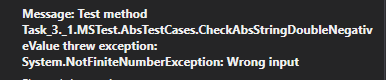 Message: Test method
Task_3._1.MSTest.AbsTestCases.CheckAbsStringDoubleNegativ
eValue threw exception:
System.NotFiniteNumberException: Wrong input